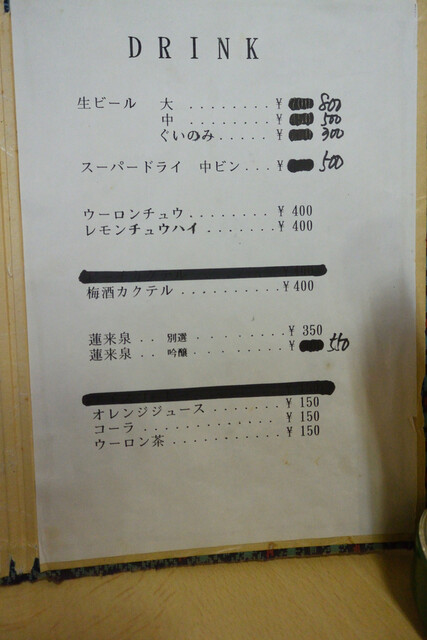 DRINK
生ビール 大 ......... ¥ 800
中 ......... ¥ 500
ぐいのみ..... ¥ 300
スーパードライ 中ビン... ¥ 500
ウーロンチュウ......... ¥ 400
レモンチュウハイ........ ¥ 400
梅酒カクテル .......... ¥400
蓮来泉 .. 別選 ........ ¥ 350
蓮来泉 .. 吟醸 ........ ¥ 550
オレンジジュース ....... ¥ 150
コーラ ............. ¥ 150
ウーロン茶 ........... ¥ 150